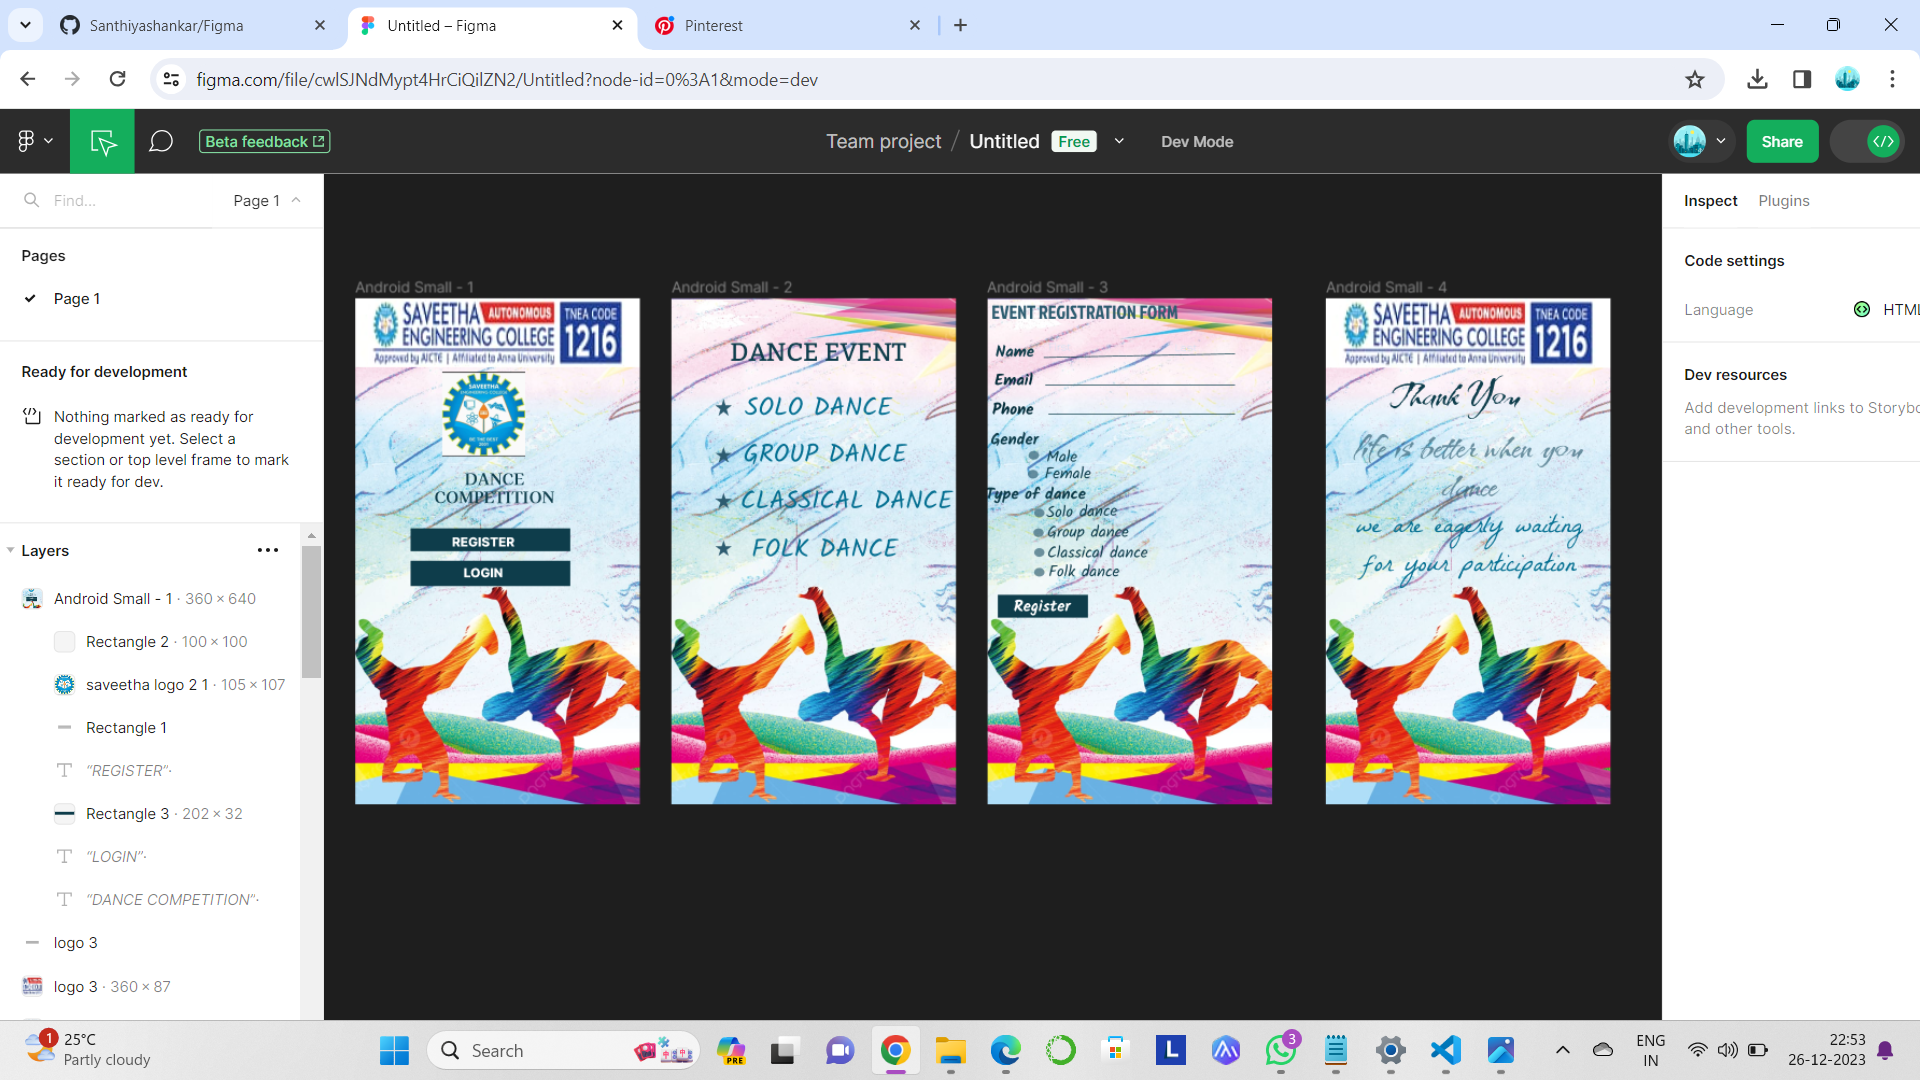 Santhiyashankar/Figma
Untitled – Figma
Pinterest
figma.com/file/cwlSJNdMypt4HrCiQilZN2/Untitled?node-id=0%3A1&mode=dev
Beta feedback
Team project / Untitled Free
Dev Mode
Share
Find...
Page 1
Pages
Page 1
Ready for development
Nothing marked as ready for
development yet. Select a
section or top level frame to mark
it ready for dev.
Layers
Android Small - 1 · 360 × 640
Rectangle 2 · 100 × 100
saveetha logo 2 1 · 105 × 107
Rectangle 1
“REGISTER”·
Rectangle 3 · 202 × 32
“LOGIN”·
“DANCE COMPETITION”·
logo 3
logo 3 · 360 × 87
Android Small - 1
SAVEETHA AUTONOMOUS
ENGINEERING COLLEGE
Approved by AICTE | Affiliated to Anna University
TNEA CODE
1216
SAVEETHA
BE THE BEST
DANCE
COMPETITION
REGISTER
LOGIN
Android Small - 2
DANCE EVENT
★ SOLO DANCE
★ GROUP DANCE
★ CLASSICAL DANCE
★ FOLK DANCE
Android Small - 3
EVENT REGISTRATION FORM
Name
Email
Phone
Gender
Male
Female
Type of dance
Solo dance
Group dance
Classical dance
Folk dance
Register
Android Small - 4
SAVEETHA AUTONOMOUS
ENGINEERING COLLEGE
Approved by AICTE | Affiliated to Anna University
TNEA CODE
1216
Thank You
life is better when you
dance
we are eagerly waiting
for your participation
Inspect Plugins
Code settings
Language
HTML
Dev resources
Add development links to Storybo
and other tools.
1
25°C
Partly cloudy
Search
PRE
L
3
ENG
IN
22:53
26-12-2023